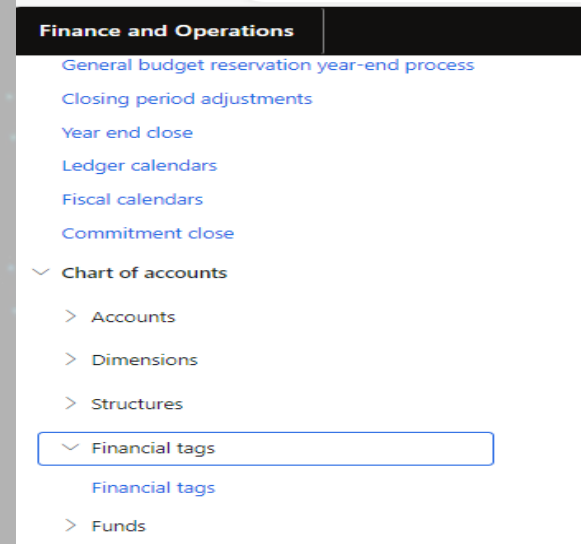 Finance and Operations
General budget reservation year-end process
Closing period adjustments
Year end close
Ledger calendars
Fiscal calendars
Commitment close
Chart of accounts
Accounts
Dimensions
Structures
Financial tags
Financial tags
Funds